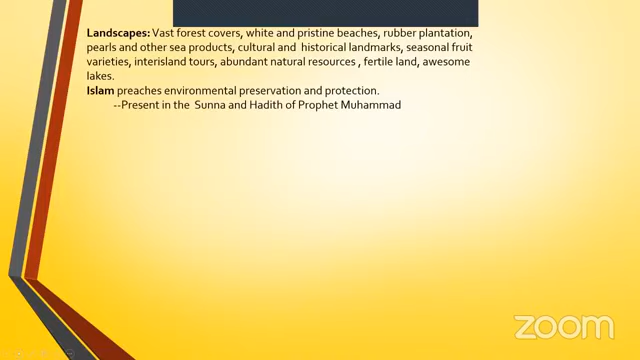 Landscapes: Vast forest covers, white and pristine beaches, rubber plantation,
pearls and other sea products, cultural and  historical landmarks, seasonal fruit
varieties, interisland tours, abundant natural resources , fertile land, awesome
lakes.
Islam preaches environmental preservation and protection.
--Present in the  Sunna and Hadith of Prophet Muhammad
zoom